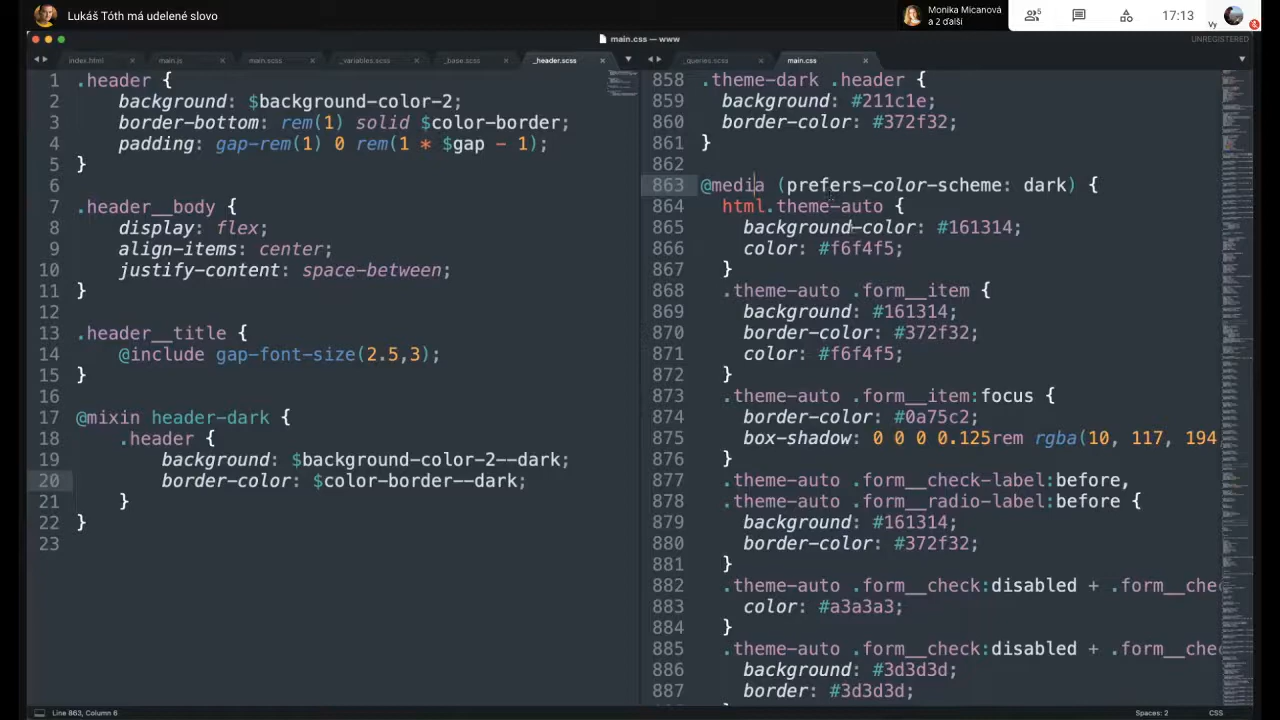 Lukáš Tóth má udelené slovo
Monika Micanová
a 2 ďalší
5
17:13
Vy
main.css — www
UNREGISTERED
index.html
main.js
main.scss
_variables.scss
_base.scss
_header.scss
_queries.scss
main.css
1 .header {
2 background: $background-color-2;
3 border-bottom: rem(1) solid $color-border;
4 padding: gap-rem(1) 0 rem(1 * $gap - 1);
5 }
6
7 .header__body {
8 display: flex;
9 align-items: center;
10 justify-content: space-between;
11 }
12
13 .header__title {
14 @include gap-font-size(2.5,3);
15 }
16
17 @mixin header-dark {
18 .header {
19 background: $background-color-2--dark;
20 border-color: $color-border--dark;
21 }
22 }
23
858 .theme-dark .header {
859 background: #211c1e;
860 border-color: #372f32;
861 }
862
863 @media (prefers-color-scheme: dark) {
864 html.theme-auto {
865 background-color: #161314;
866 color: #f6f4f5;
867 }
868 .theme-auto .form__item {
869 background: #161314;
870 border-color: #372f32;
871 color: #f6f4f5;
872 }
873 .theme-auto .form__item:focus {
874 border-color: #0a75c2;
875 box-shadow: 0 0 0 0.125rem rgba(10, 117, 194
876 }
877 .theme-auto .form__check-label:before,
878 .theme-auto .form__radio-label:before {
879 background: #161314;
880 border-color: #372f32;
881 }
882 .theme-auto .form__check:disabled + .form__che
883 color: #a3a3a3;
884 }
885 .theme-auto .form__check:disabled + .form__che
886 background: #3d3d3d;
887 border: #3d3d3d;
Line 863, Column 6
Spaces: 2
CSS